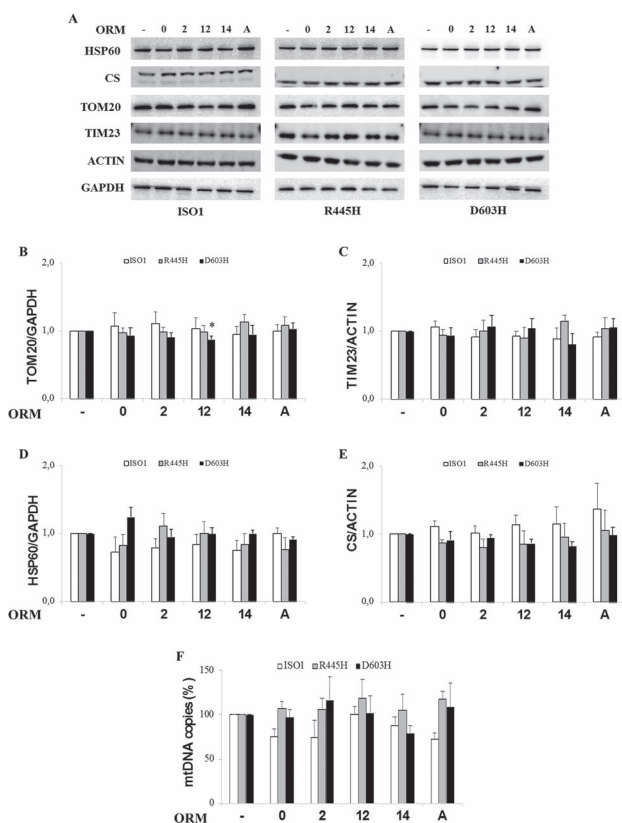 A
ORM - 0 2 12 14 A - 0 2 12 14 A - 0 2 12 14 A
HSP60
CS
TOM20
TIM23
ACTIN
GAPDH
ISO1 R445H D603H
B
ISO1 R445H D603H
2,0
1,0
0,0
TOM20/GAPDH
*
ORM - 0 2 12 14 A
C
ISO1 R445H D603H
2,0
1,0
0,0
TIM23/ACTIN
- 0 2 12 14 A
D
ISO1 R445H D603H
2,0
1,0
0,0
HSP60/GAPDH
ORM - 0 2 12 14 A
E
ISO1 R445H D603H
2,0
1,0
0,0
CS/ACTIN
- 0 2 12 14 A
F
ISO1 R445H D603H
150
100
50
0
mtDNA copies (%)
ORM - 0 2 12 14 A